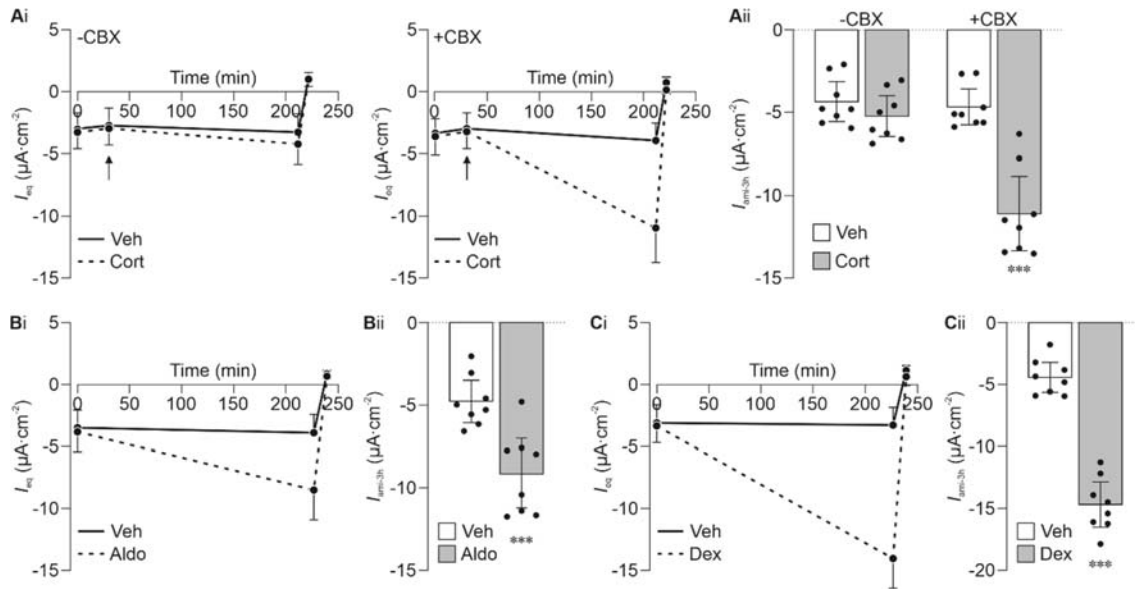 Ai
-CBX
5
Time (min)
0
0 50 100 150 200 250
-5
-10
-15
Ieq (µA·cm-2)
Veh
Cort
+CBX
5
Time (min)
0
0 50 100 150 200 250
-5
-10
-15
Ieq (µA·cm-2)
Veh
Cort
Aii
-CBX +CBX
0
-5
-10
-15
Iami-3h (µA·cm-2)
Veh
Cort
***
Bi
5
Time (min)
0
0 50 100 150 200 250
-5
-10
-15
Ieq (µA·cm-2)
Veh
Aldo
Bii
0
-5
-10
-15
Iami-3h (µA·cm-2)
Veh
Aldo
***
Ci
5
Time (min)
0
0 50 100 150 200 250
-5
-10
-15
Ieq (µA·cm-2)
Veh
Dex
Cii
0
-5
-10
-15
-20
Iami-3h (µA·cm-2)
Veh
Dex
***